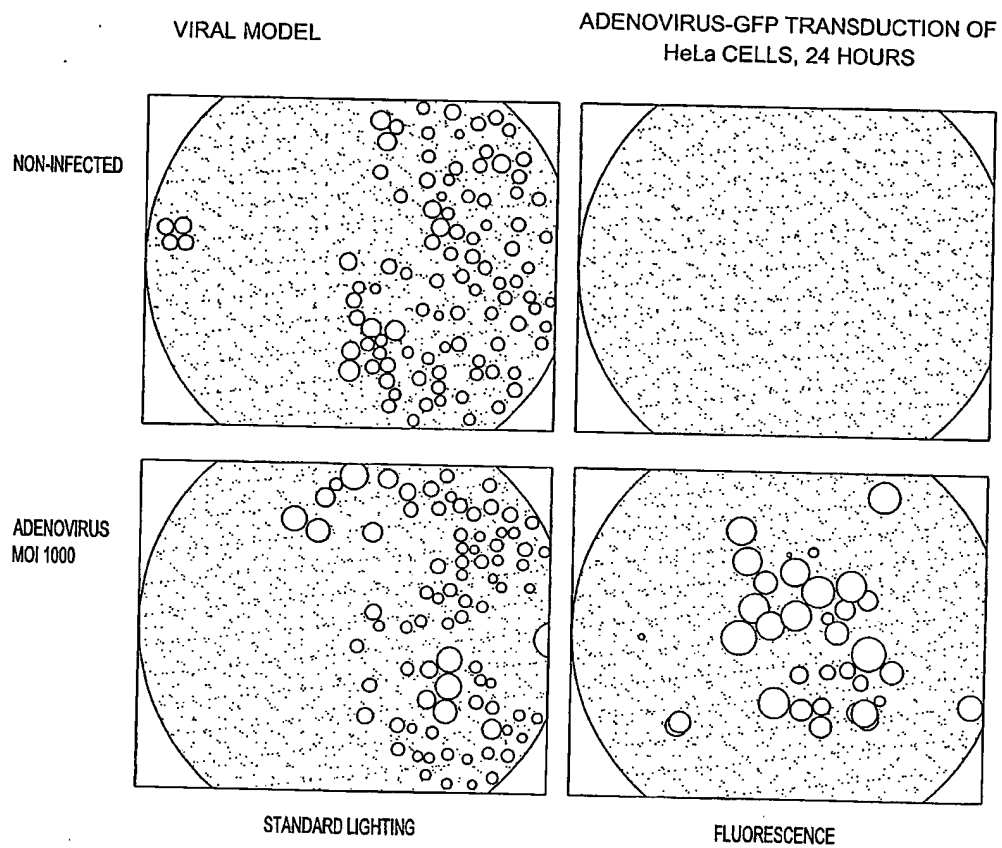 VIRAL MODEL
ADENOVIRUS-GFP TRANSDUCTION OF
HeLa CELLS, 24 HOURS
NON-INFECTED
ADENOVIRUS
MOI 1000
STANDARD LIGHTING
FLUORESCENCE